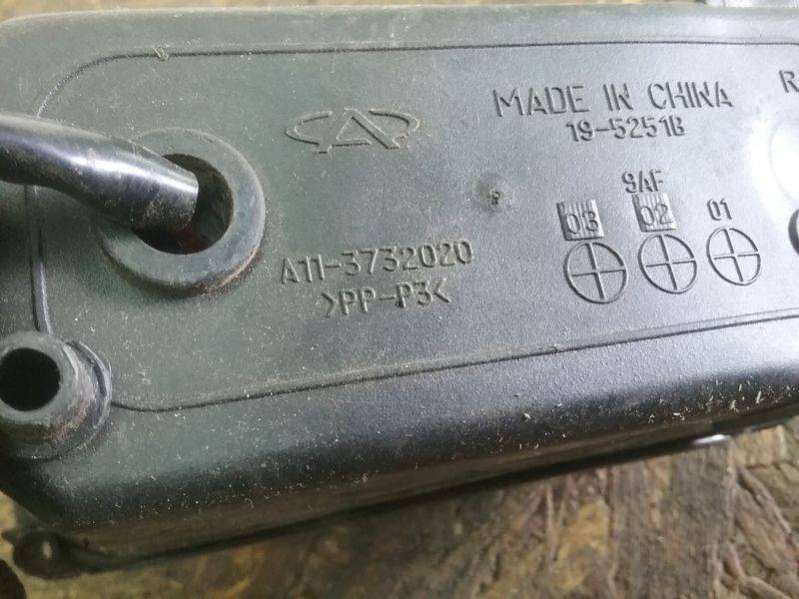 MADE IN CHINA
R
19-5251B
9AF
03 02 01
A11-3732020
>PP-P3<